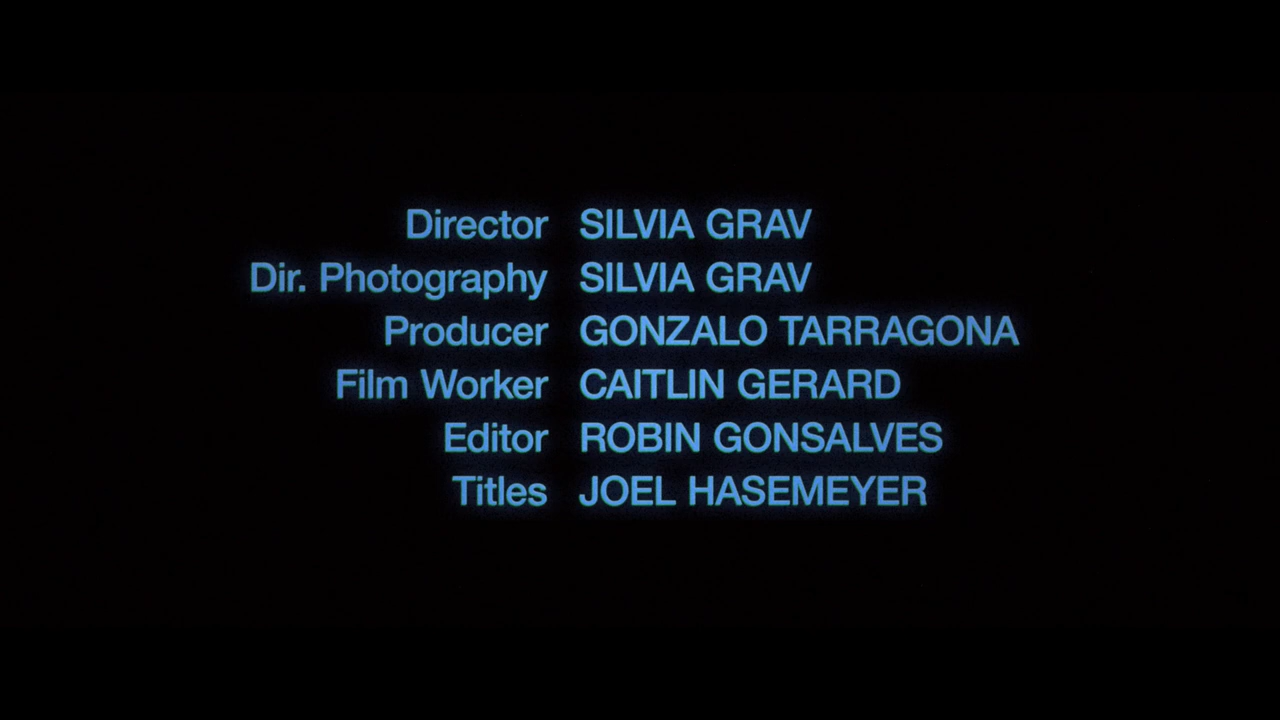 Director SILVIA GRAV
Dir. Photography SILVIA GRAV
Producer GONZALO TARRAGONA
Film Worker CAITLIN GERARD
Editor ROBIN GONSALVES
Titles JOEL HASEMEYER